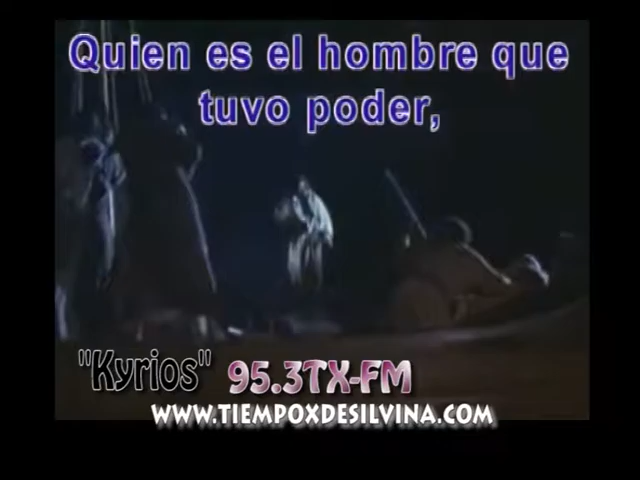 Quien es el hombre que
tuvo poder,
"Kyrios" 95.3TX-FM
WWW.TIEMPOXDESILVINA.COM